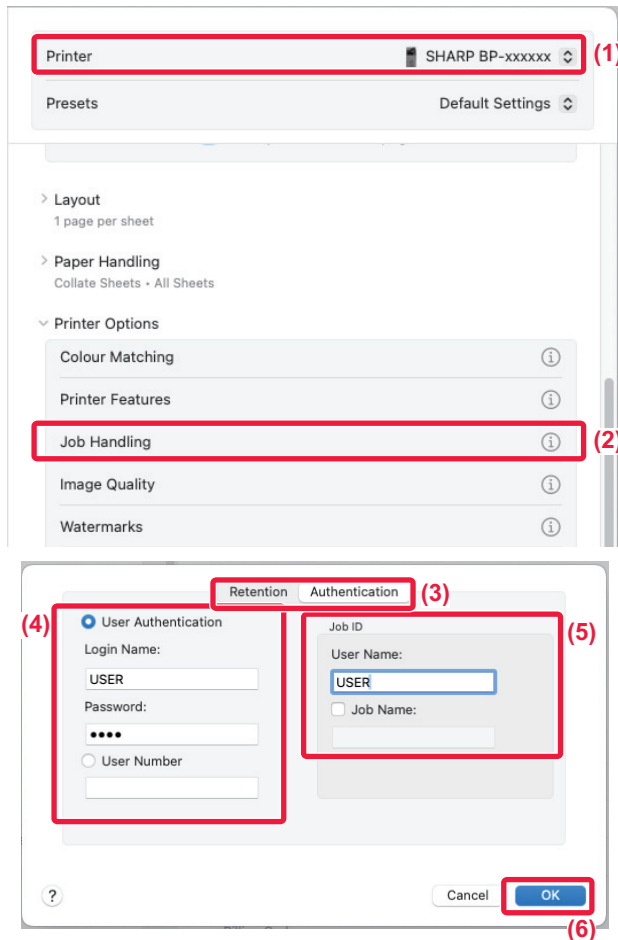 Printer SHARP BP-xxxxxx (1)
Presets Default Settings
> Layout
1 page per sheet
> Paper Handling
Collate Sheets • All Sheets
Printer Options
Colour Matching
Printer Features
Job Handling (2)
Image Quality
Watermarks
Retention Authentication (3)
(4) User Authentication
Login Name:
USER
Password:
••••
User Number
Job ID (5)
User Name:
USER
Job Name:
? Cancel OK
(6)